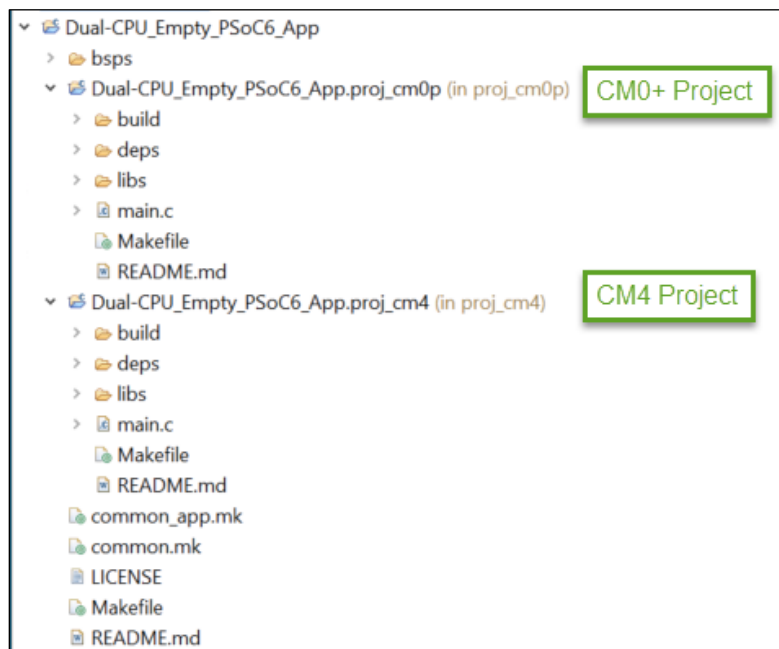 Dual-CPU_Empty_PSoC6_App
bsps
Dual-CPU_Empty_PSoC6_App.proj_cm0p (in proj_cm0p)
CM0+ Project
build
deps
libs
main.c
Makefile
README.md
Dual-CPU_Empty_PSoC6_App.proj_cm4 (in proj_cm4)
CM4 Project
build
deps
libs
main.c
Makefile
README.md
common_app.mk
common.mk
LICENSE
Makefile
README.md